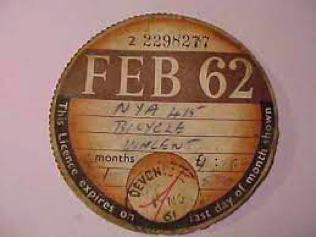 2 2298277
FEB 62
NYA 415
BICYCLE
VINCENT
months
DEVON
61
This Licence expires on last day of month shown